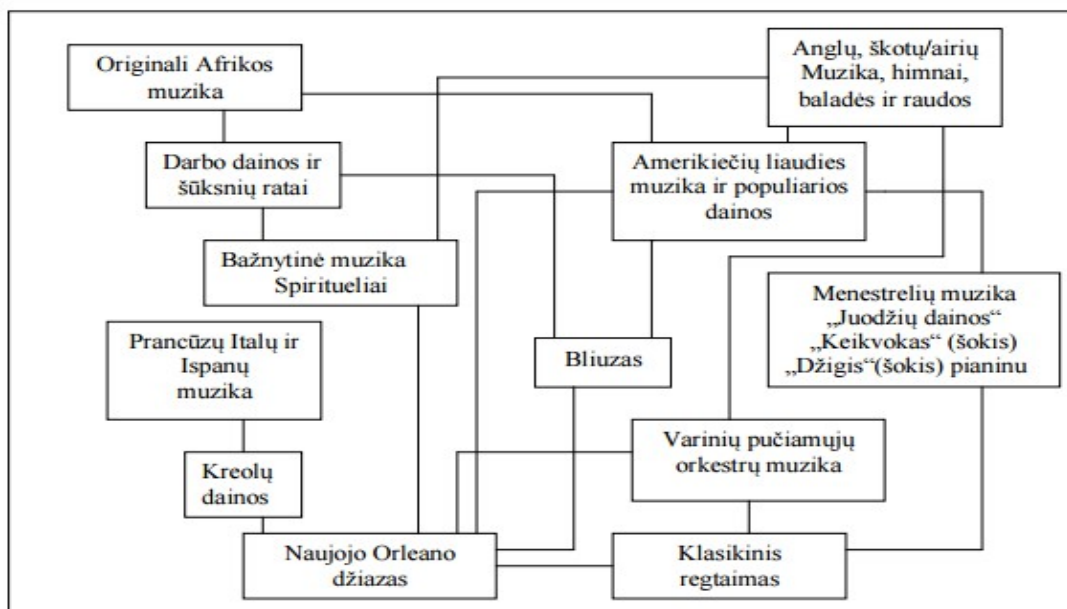 Originali Afrikos
muzika
Anglų, škotų/airių
Muzika, himnai,
baladės ir raudos
Darbo dainos ir
šūksnių ratai
Amerikiečių liaudies
muzika ir populiarios
dainos
Bažnytinė muzika
Spiritueliai
Menestrelių muzika
„Juodžių dainos“
„Keikvokas“ (šokis)
„Džigis“(šokis) pianinu
Prancūzų Italų ir
Ispanų
muzika
Bliuzas
Varinių pučiamųjų
orkestrų muzika
Kreolų
dainos
Naujojo Orleano
džiazas
Klasikinis
regtaimas